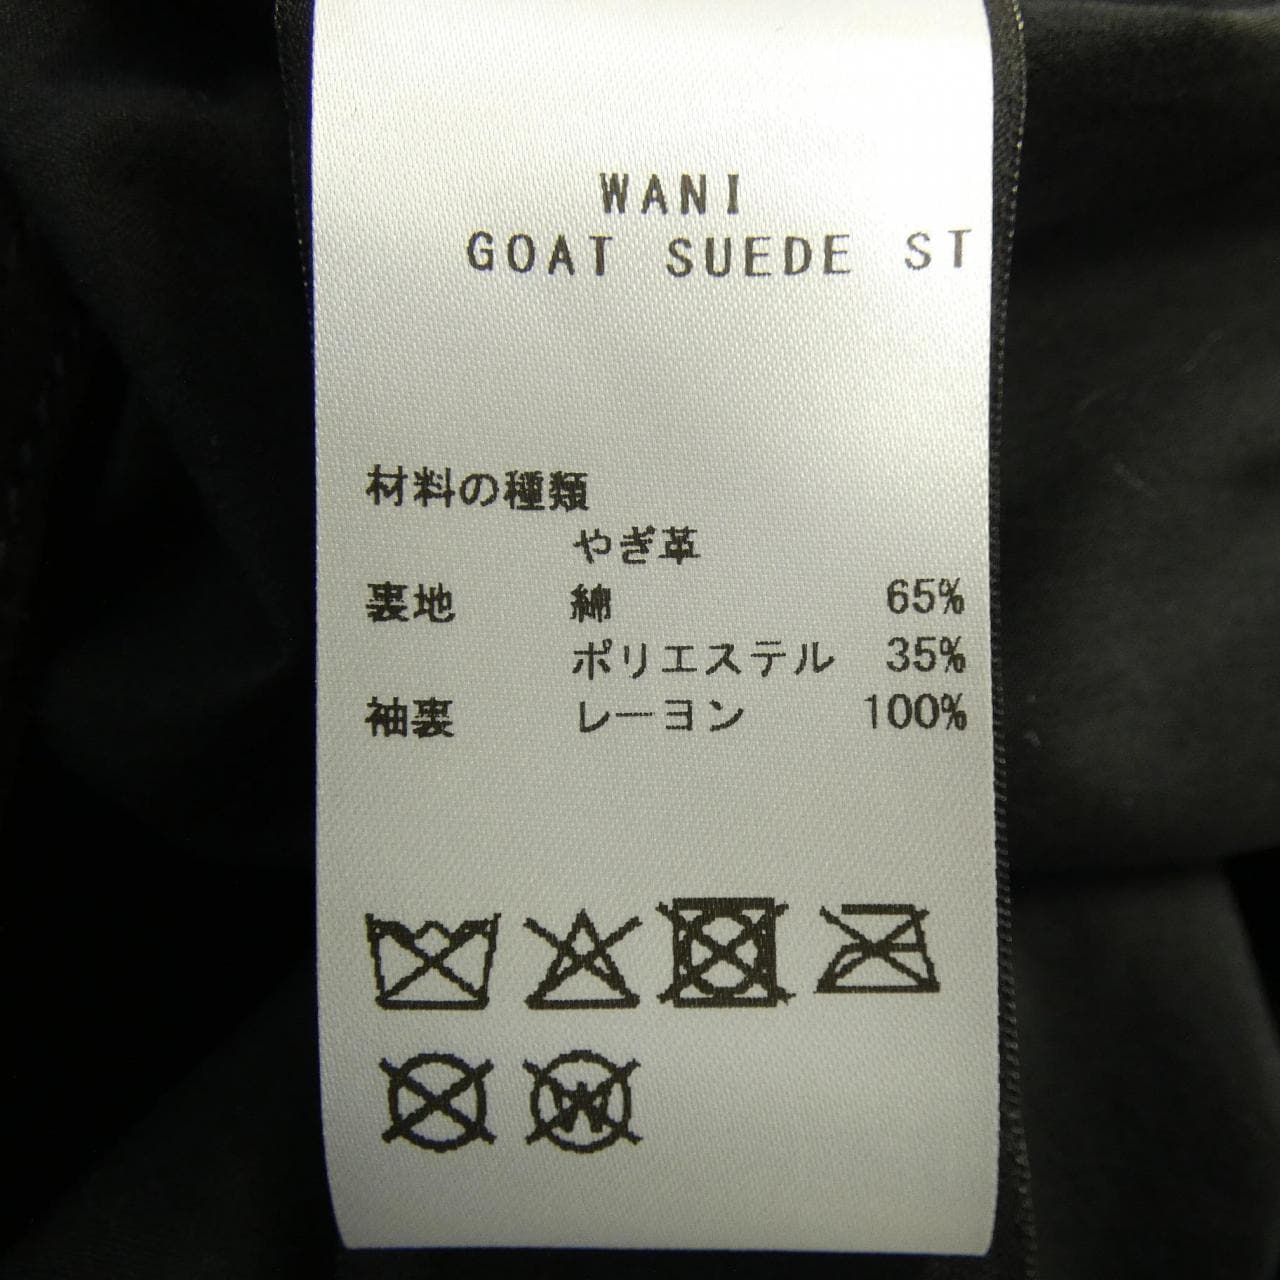 WANI
GOAT SUEDE ST
材料の種類
やぎ革
裏地 綿 65%
ポリエステル 35%
袖裏 レーヨン 100%
W